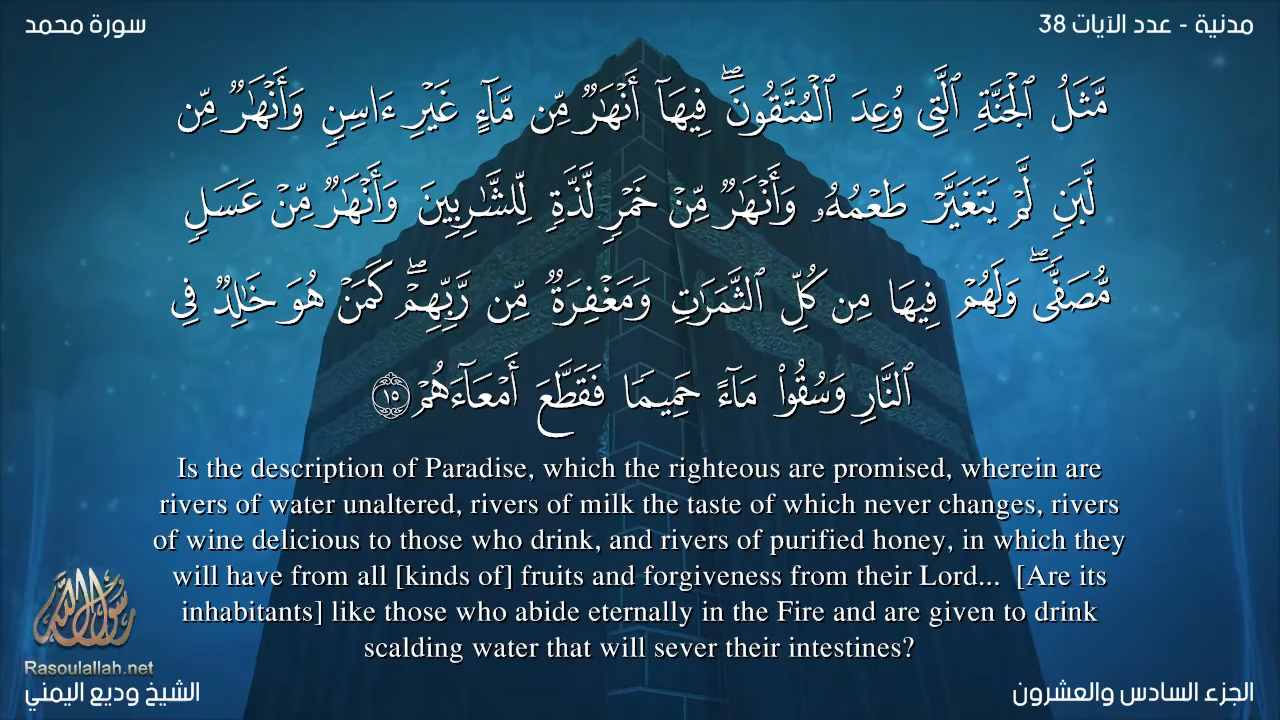 مدنية - عدد الآيات 38
سورة محمد
مَّثَلُ ٱلْجَنَّةِ ٱلَّتِى وُعِدَ ٱلْمُتَّقُونَ ۖ فِيهَآ أَنْهَـٰرٌ مِّن مَّآءٍ غَيْرِ ءَاسِنٍ وَأَنْهَـٰرٌ مِّن
لَّبَنٍ لَّمْ يَتَغَيَّرْ طَعْمُهُۥ وَأَنْهَـٰرٌ مِّنْ خَمْرٍ لَّذَّةٍ لِّلشَّـٰرِبِينَ وَأَنْهَـٰرٌ مِّنْ عَسَلٍ
مُّصَفًّى ۖ وَلَهُمْ فِيهَا مِن كُلِّ ٱلثَّمَرَٰتِ وَمَغْفِرَةٌ مِّن رَّبِّهِمْ ۖ كَمَنْ هُوَ خَـٰلِدٌ فِى
ٱلنَّارِ وَسُقُوا۟ مَآءً حَمِيمًا فَقَطَّعَ أَمْعَآءَهُمْ ١٥
Is the description of Paradise, which the righteous are promised, wherein are
rivers of water unaltered, rivers of milk the taste of which never changes, rivers
of wine delicious to those who drink, and rivers of purified honey, in which they
will have from all [kinds of] fruits and forgiveness from their Lord... [Are its
inhabitants] like those who abide eternally in the Fire and are given to drink
scalding water that will sever their intestines?
رسول الله
Rasoulallah.net
الجزء السادس والعشرون
الشيخ وديع اليمني